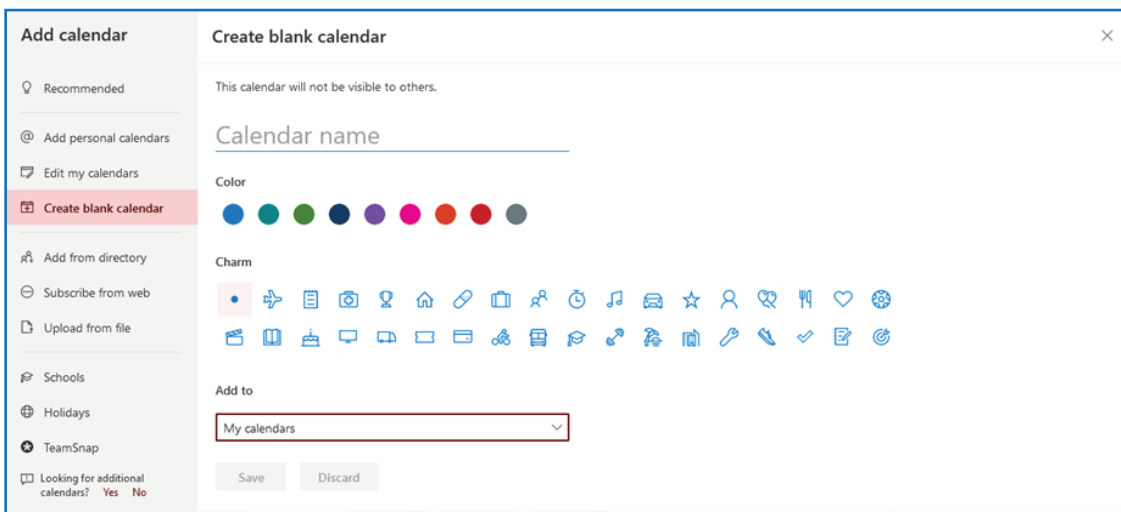 Add calendar
Recommended
Add personal calendars
Edit my calendars
Create blank calendar
Add from directory
Subscribe from web
Upload from file
Schools
Holidays
TeamSnap
Looking for additional
calendars? Yes No
Create blank calendar
This calendar will not be visible to others.
Calendar name
Color
Charm
Add to
My calendars
Save Discard